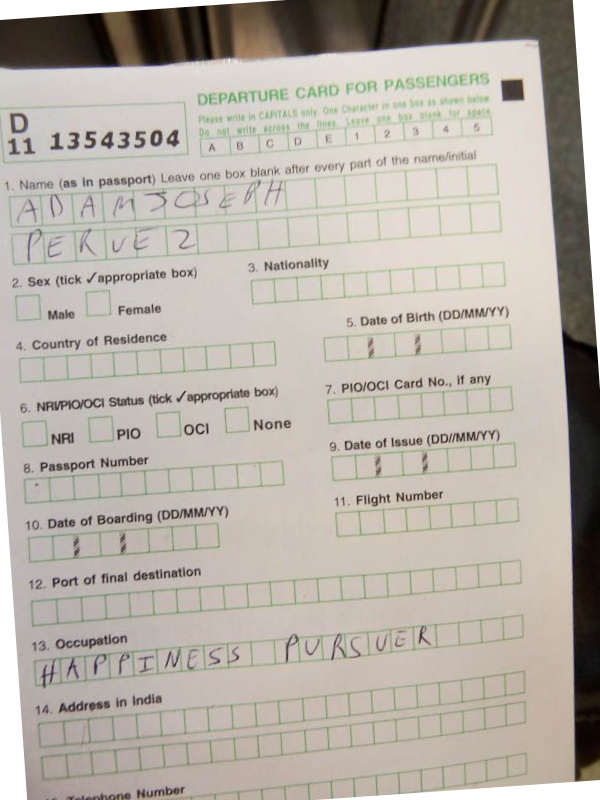 DEPARTURE CARD FOR PASSENGERS
Please write in CAPITALS only. One Character in one box as shown below
Do not write across the lines. Leave one box blank for space
A B C D E 1 2 3 4 5
D
11 13543504
1. Name (as in passport) Leave one box blank after every part of the name/initial
ADAMJOSEPH
PERVEZ
2. Sex (tick ✓appropriate box)
Male Female
3. Nationality
4. Country of Residence
5. Date of Birth (DD/MM/YY)
6. NRI/PIO/OCI Status (tick ✓appropriate box)
NRI PIO OCI None
7. PIO/OCI Card No., if any
8. Passport Number
9. Date of Issue (DD//MM/YY)
10. Date of Boarding (DD/MM/YY)
11. Flight Number
12. Port of final destination
13. Occupation
HAPPINESS PURSUER
14. Address in India
Telephone Number